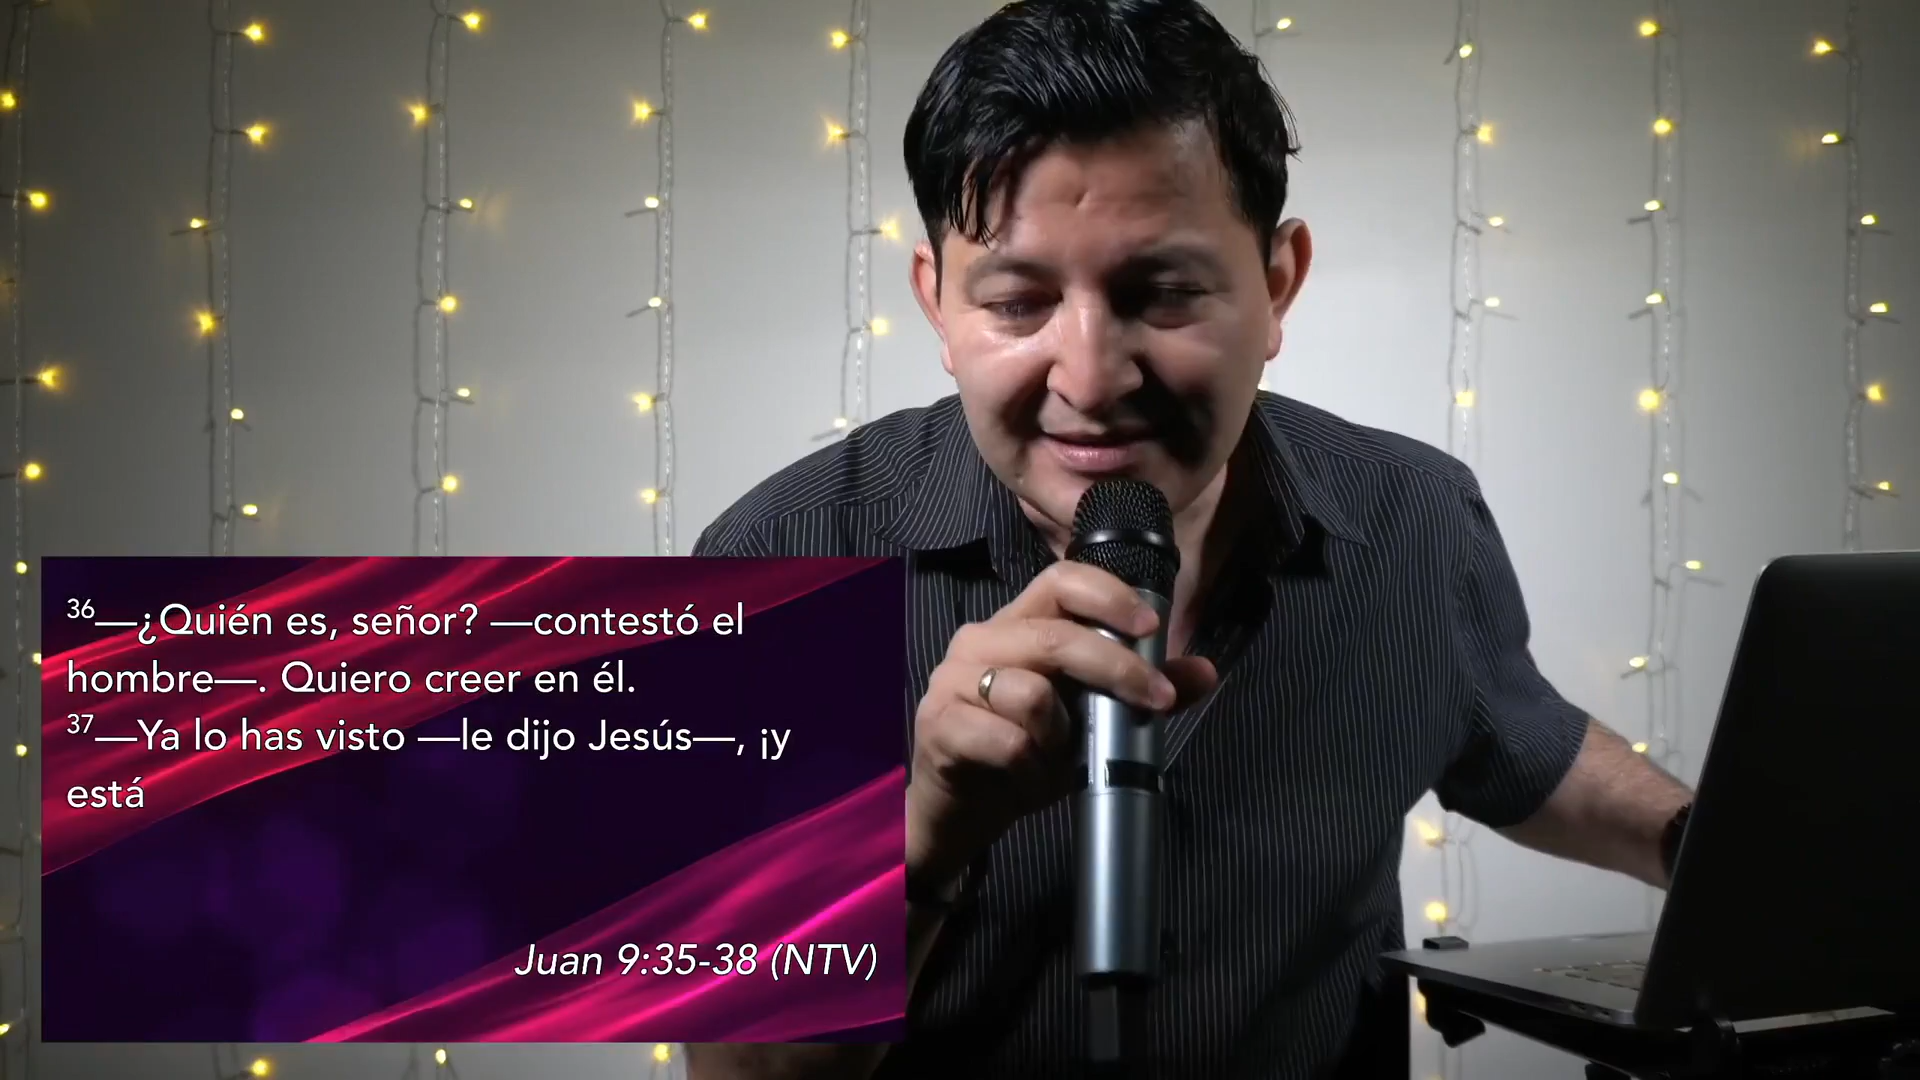 36—¿Quién es, señor? —contestó el
hombre—. Quiero creer en él.
37—Ya lo has visto —le dijo Jesús—, ¡y
está
Juan 9:35-38 (NTV)